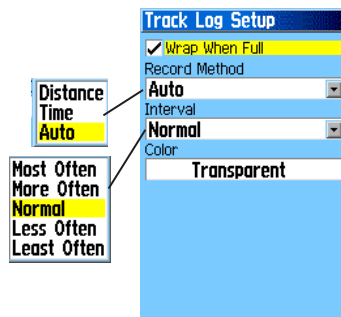 Track Log Setup
Wrap When Full
Record Method
Auto
Interval
Normal
Color
Transparent
Distance
Time
Auto
Most Often
More Often
Normal
Less Often
Least Often